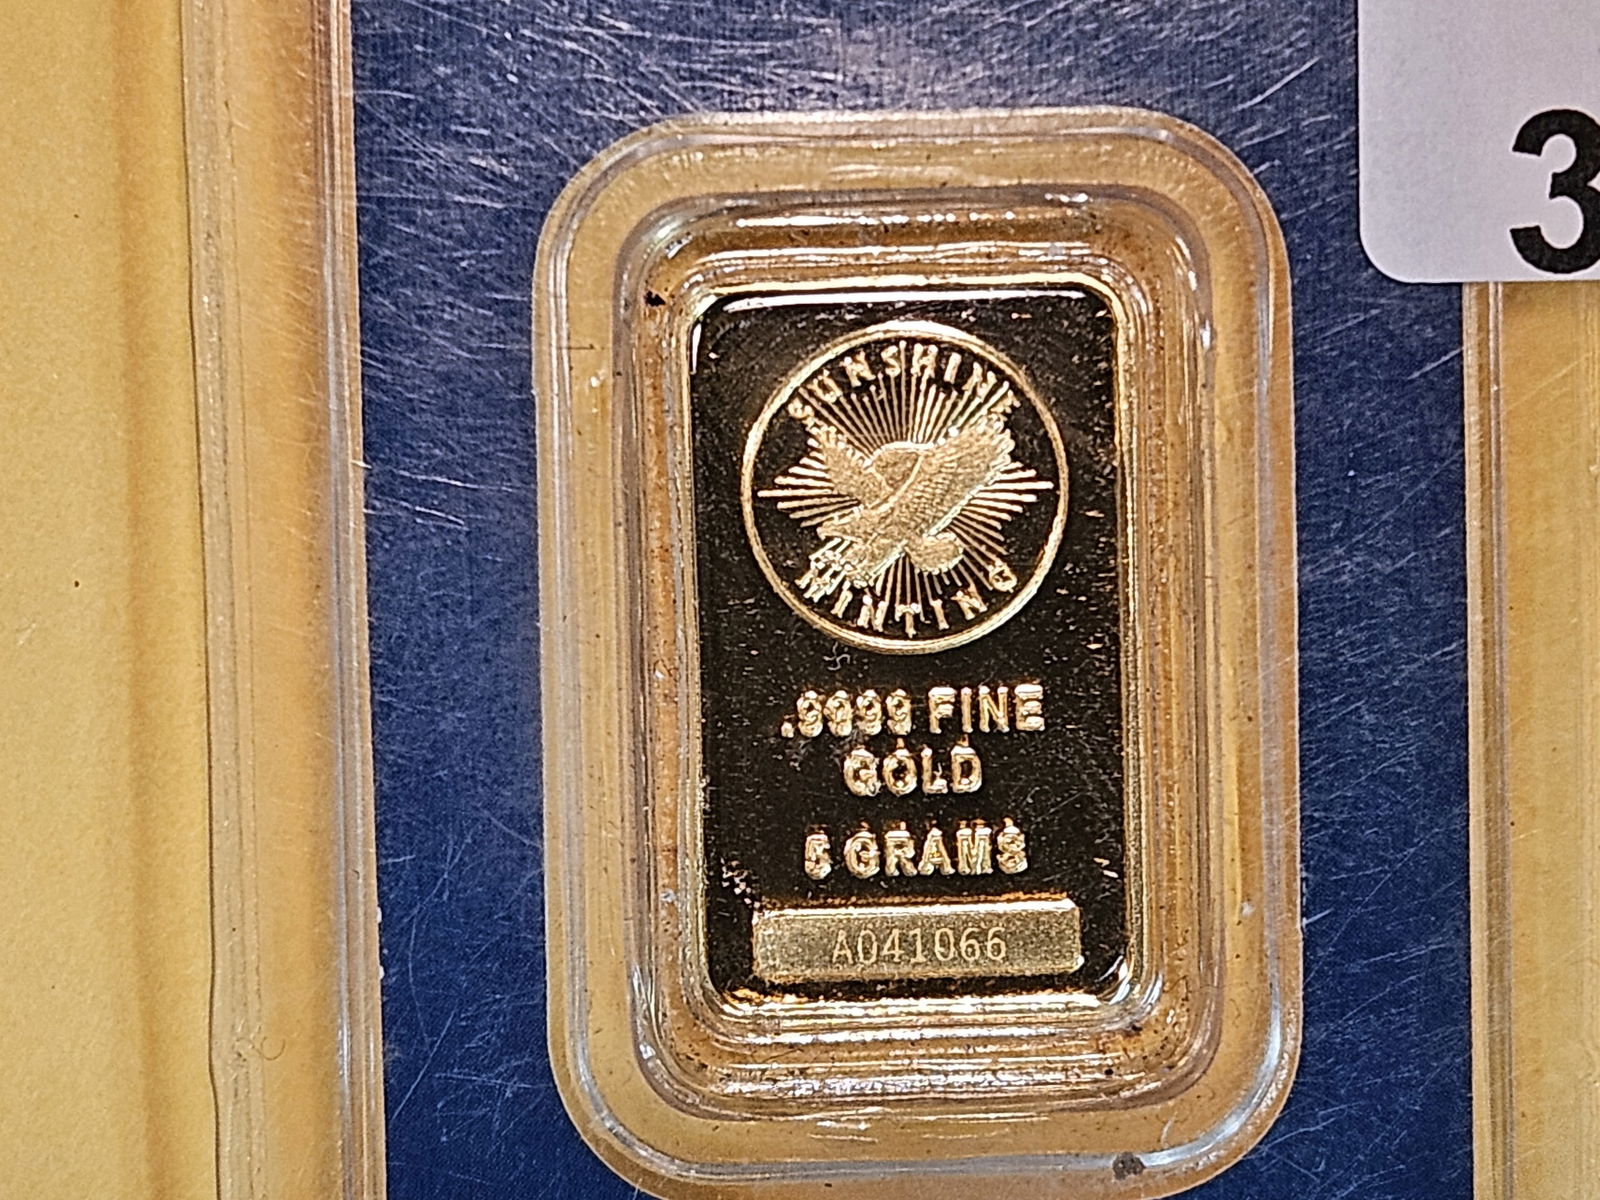 3
SUNSHINE
MINTING
.9999 FINE
GOLD
5 GRAMS
A041066